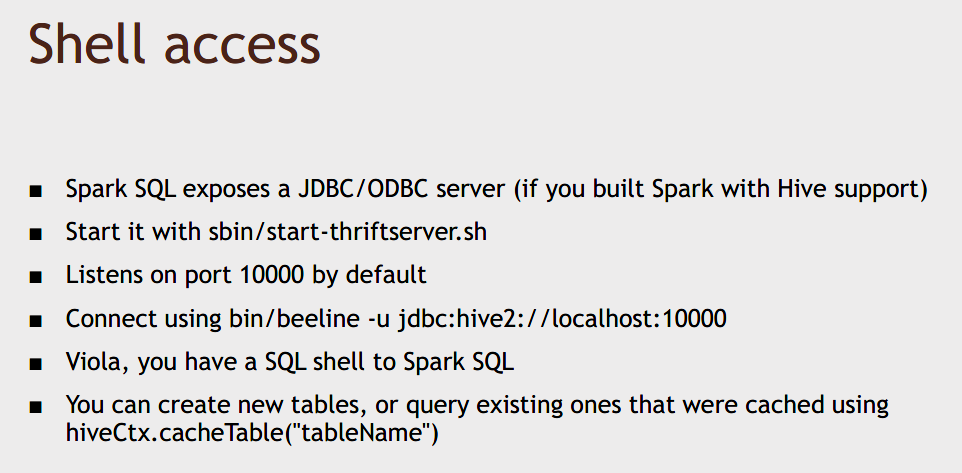 Shell access
■ Spark SQL exposes a JDBC/ODBC server (if you built Spark with Hive support)
■ Start it with sbin/start-thriftserver.sh
■ Listens on port 10000 by default
■ Connect using bin/beeline -u jdbc:hive2://localhost:10000
■ Viola, you have a SQL shell to Spark SQL
■ You can create new tables, or query existing ones that were cached using
hiveCtx.cacheTable("tableName")